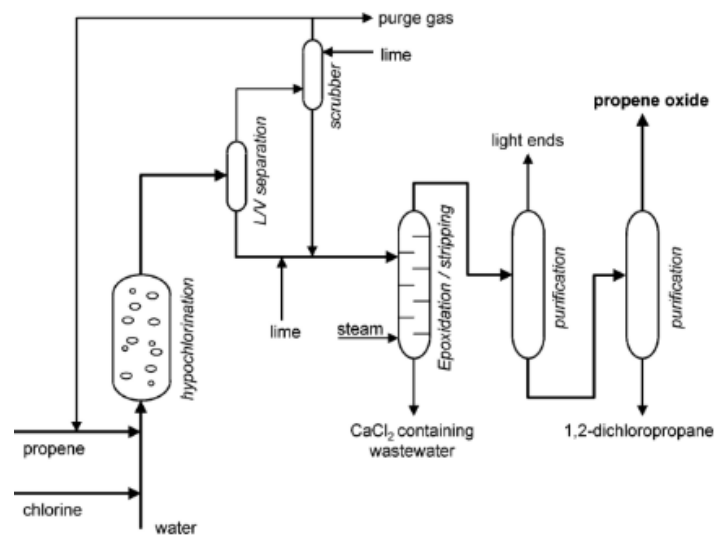 purge gas
lime
scrubber
propene oxide
light ends
L/V separation
hypochlorination
lime
steam
Epoxidation / stripping
purification
purification
CaCl₂ containing
wastewater
1,2-dichloropropane
propene
chlorine
water